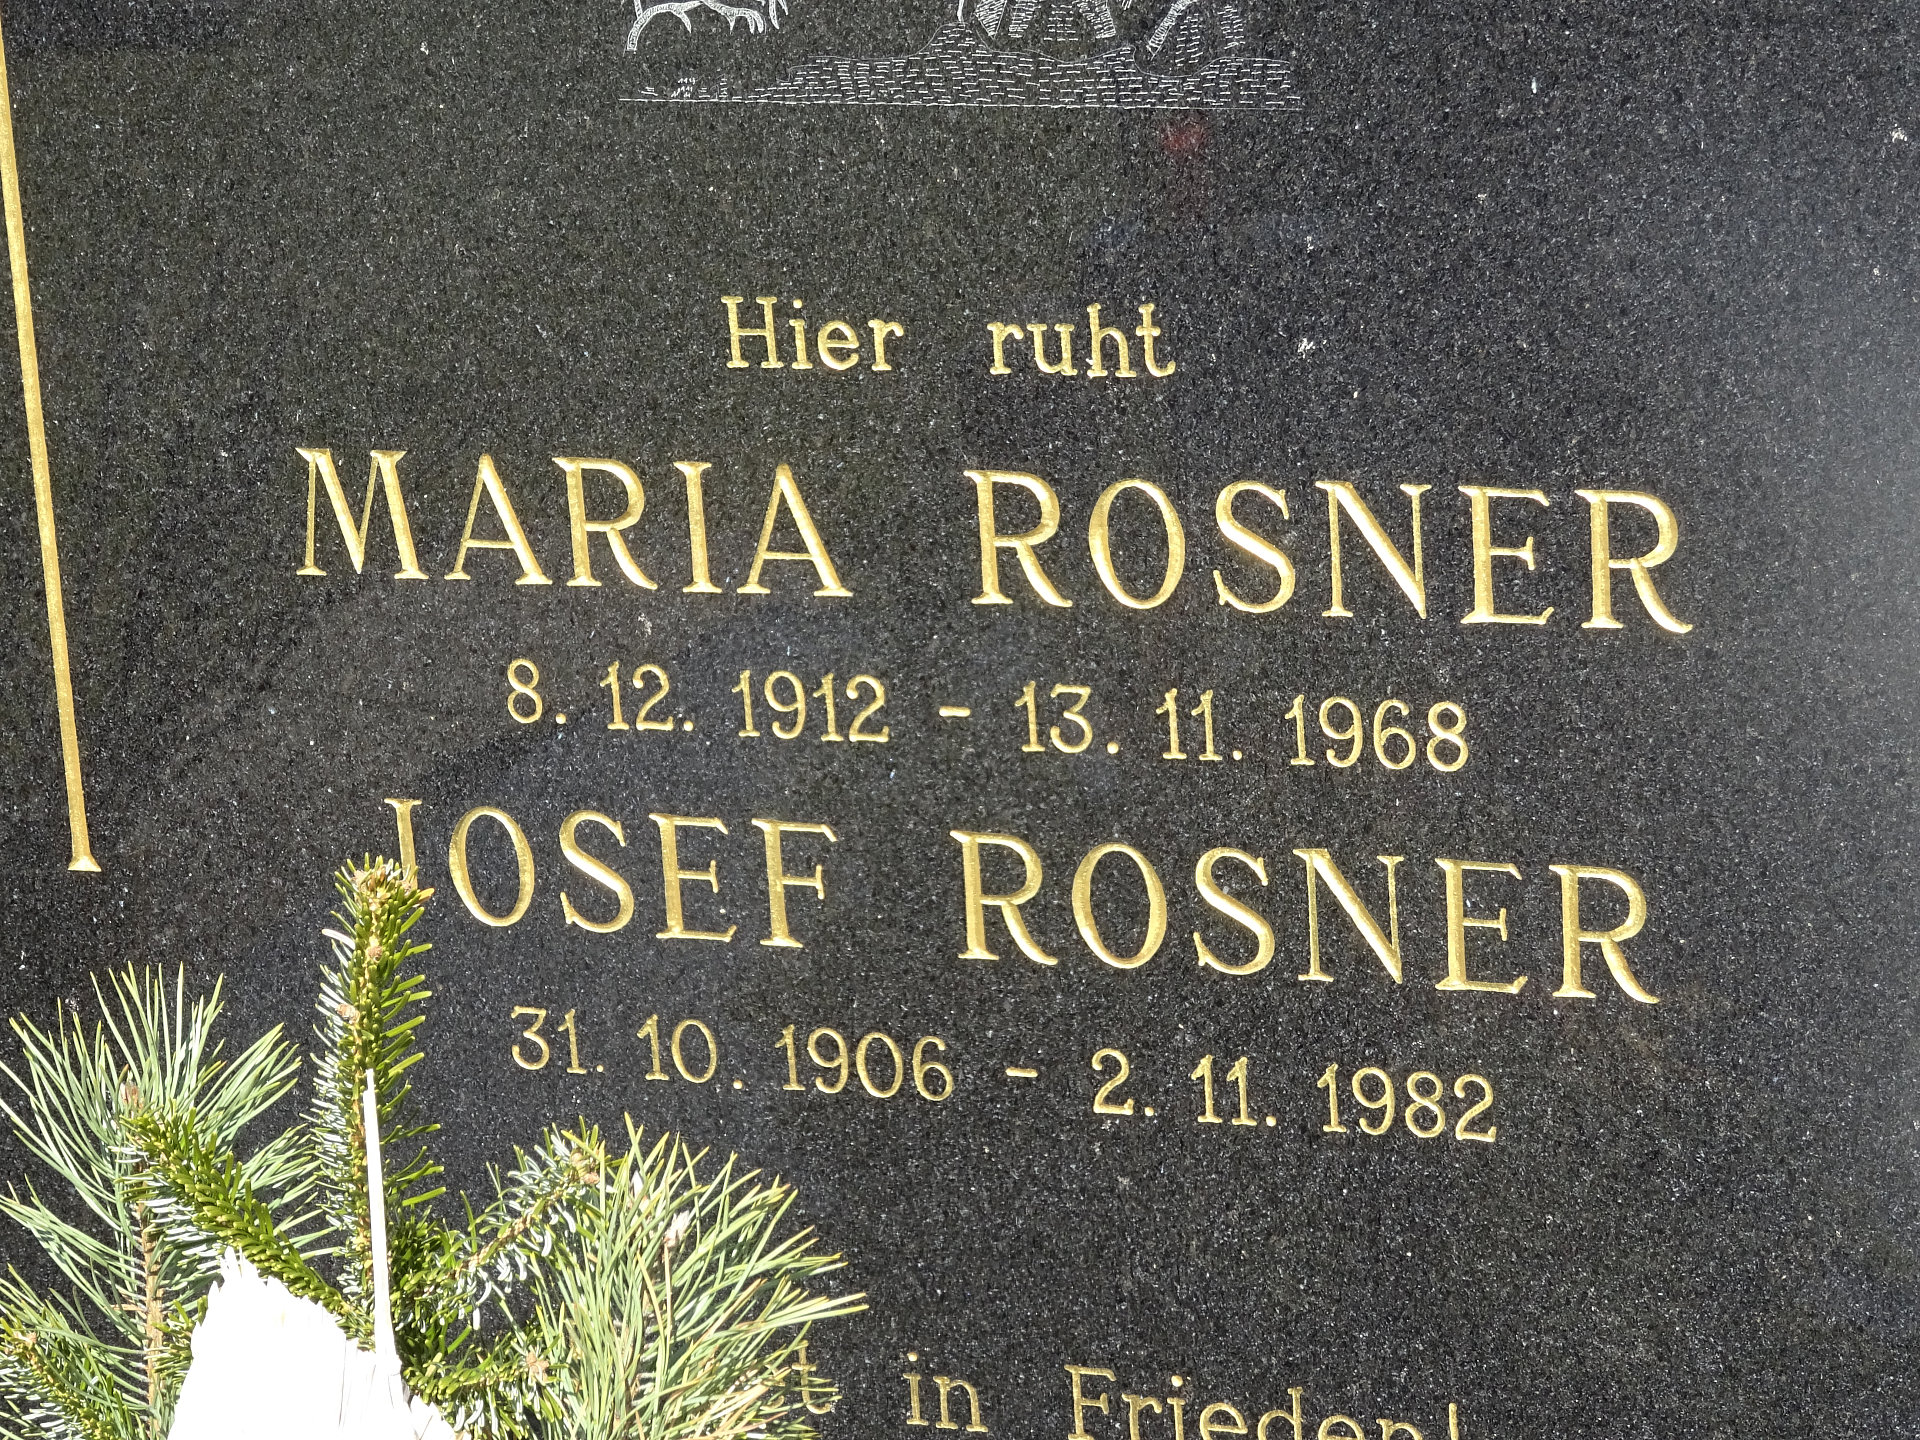 Hier ruht
MARIA ROSNER
8. 12. 1912 - 13. 11. 1968
JOSEF ROSNER
31. 10. 1906 - 2. 11. 1982
in Frieden!